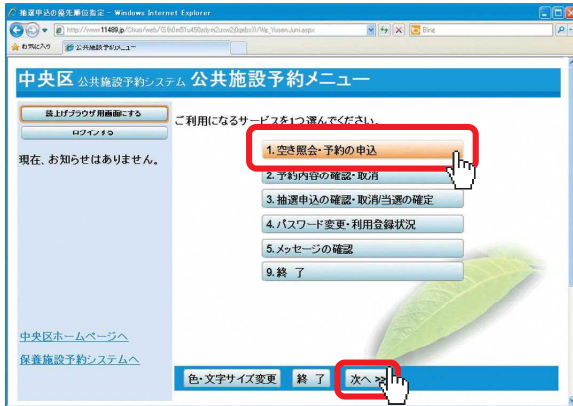 抽選申込の優先順位指定 - Windows Internet Explorer
Bing
お気に入り
公共施設予約メニュー
中央区 公共施設予約システム 公共施設予約メニュー
読上げブラウザ用画面にする
ログインする
現在、お知らせはありません。
ご利用になるサービスを1つ選んでください。
1.空き照会・予約の申込
2.予約内容の確認・取消
3.抽選申込の確認・取消/当選の確定
4.パスワード変更・利用登録状況
5.メッセージの確認
9.終 了
中央区ホームページへ
保養施設予約システムへ
色・文字サイズ変更
終 了
次へ >>